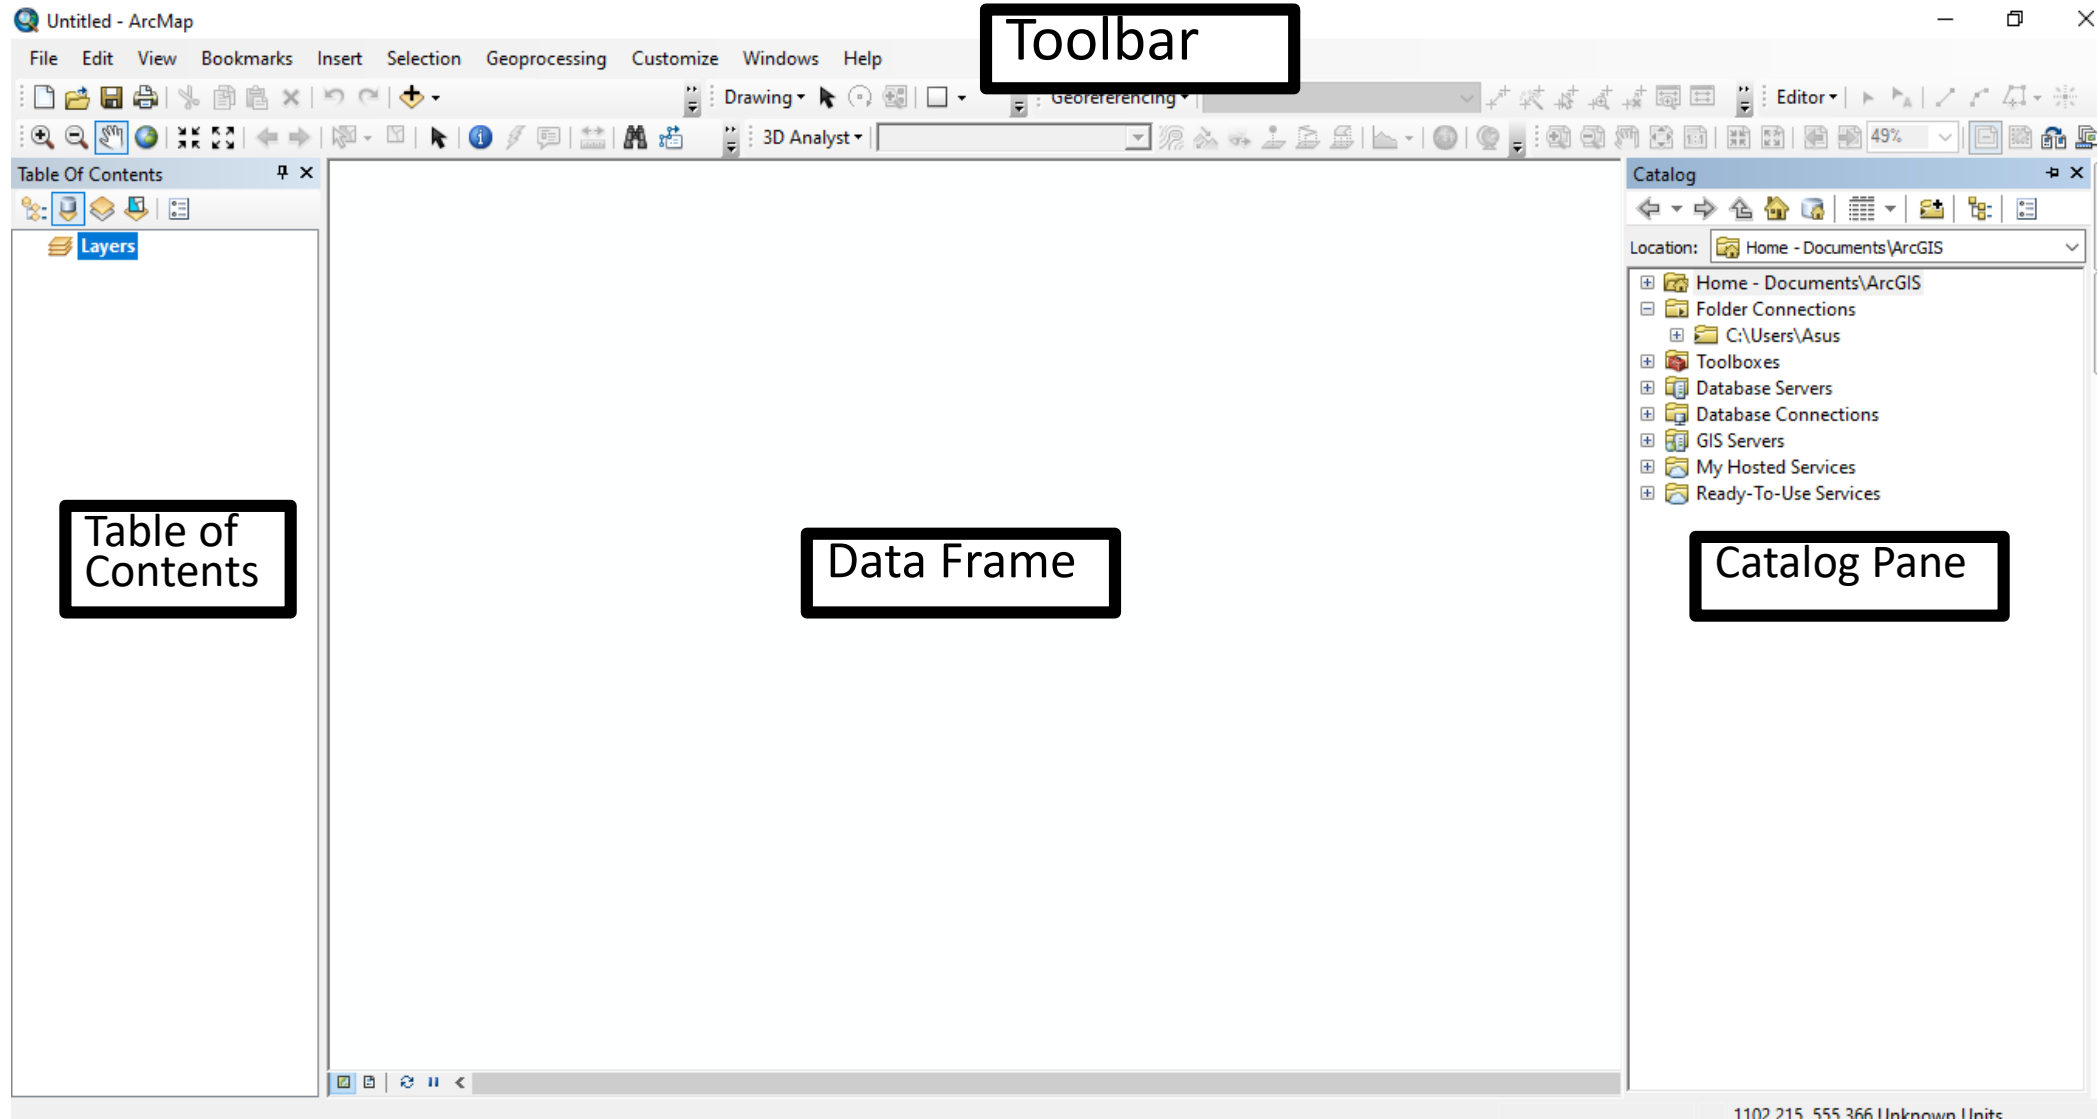 Untitled - ArcMap
Toolbar
File Edit View Bookmarks Insert Selection Geoprocessing Customize Windows Help
Drawing Georeferencing Editor
3D Analyst 49%
Table Of Contents
Catalog
Layers
Location: Home - Documents\ArcGIS
Home - Documents\ArcGIS
Folder Connections
C:\Users\Asus
Toolboxes
Database Servers
Database Connections
GIS Servers
My Hosted Services
Ready-To-Use Services
Table of
Contents
Data Frame
Catalog Pane
1102.215 555.366 Unknown Units